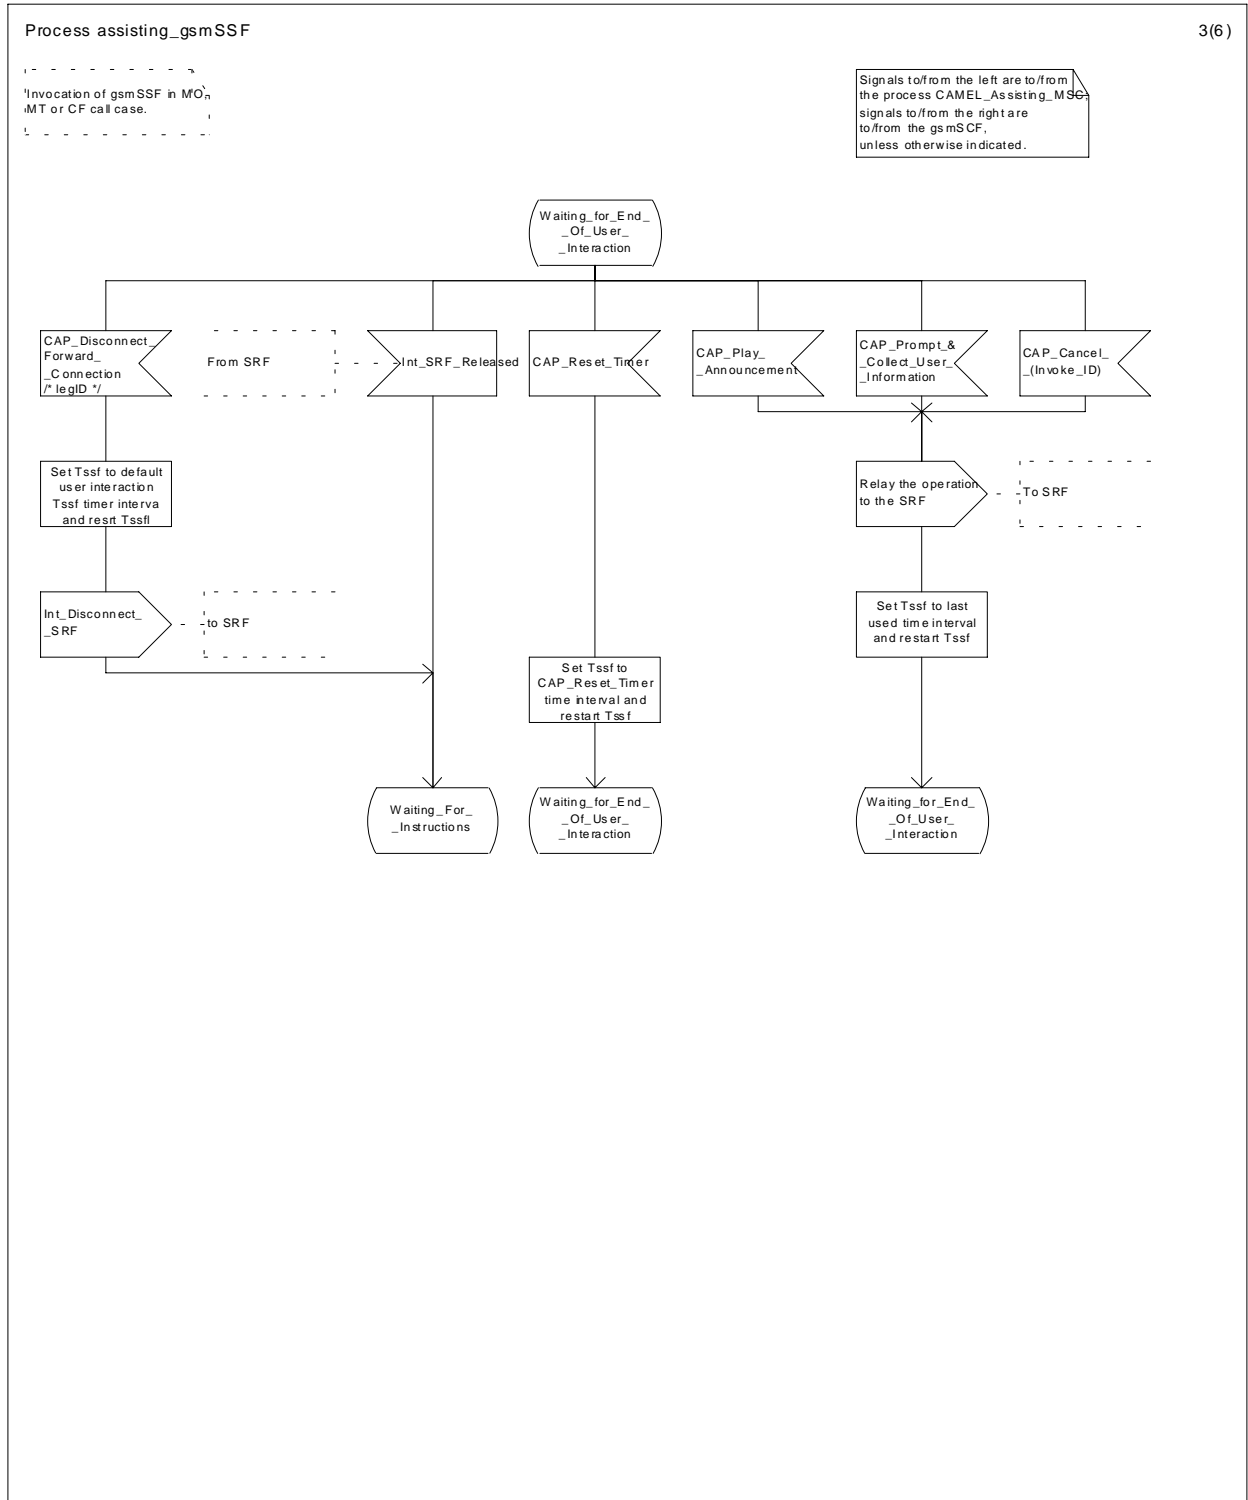 Process assisting_gsmSSF
3(6)
Invocation of gsmSSF in MO,
MT or CF call case.
Signals to/from the left are to/from
the process CAMEL_Assisting_MSC;
signals to/from the right are
to/from the gsmSCF,
unless otherwise indicated.
Waiting_for_End_
_Of_User_
_Interaction
CAP_Disconnect_
Forward_
_Connection
/* legID */
From SRF
Int_SRF_Released
CAP_Reset_Timer
CAP_Play_
_Announcement
CAP_Prompt_&
_Collect_User_
_Information
CAP_Cancel_
_(Invoke_ID)
Set Tssf to default
user interaction
Tssf timer interva
and resrt Tssfl
Relay the operation
to the SRF
To SRF
Int_Disconnect_
_SRF
to SRF
Set Tssf to last
used time interval
and restart Tssf
Set Tssf to
CAP_Reset_Timer
time interval and
restart Tssf
Waiting_For_
_Instructions
Waiting_for_End_
_Of_User_
_Interaction
Waiting_for_End_
_Of_User_
_Interaction